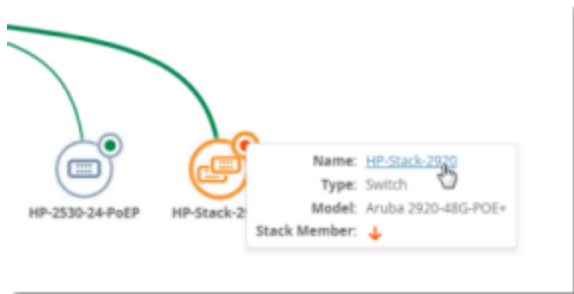 Name: HP-Stack-2920
Type: Switch
Model: Aruba 2920-48G-POE+
Stack Member:
HP-2530-24-PoEP
HP-Stack-2